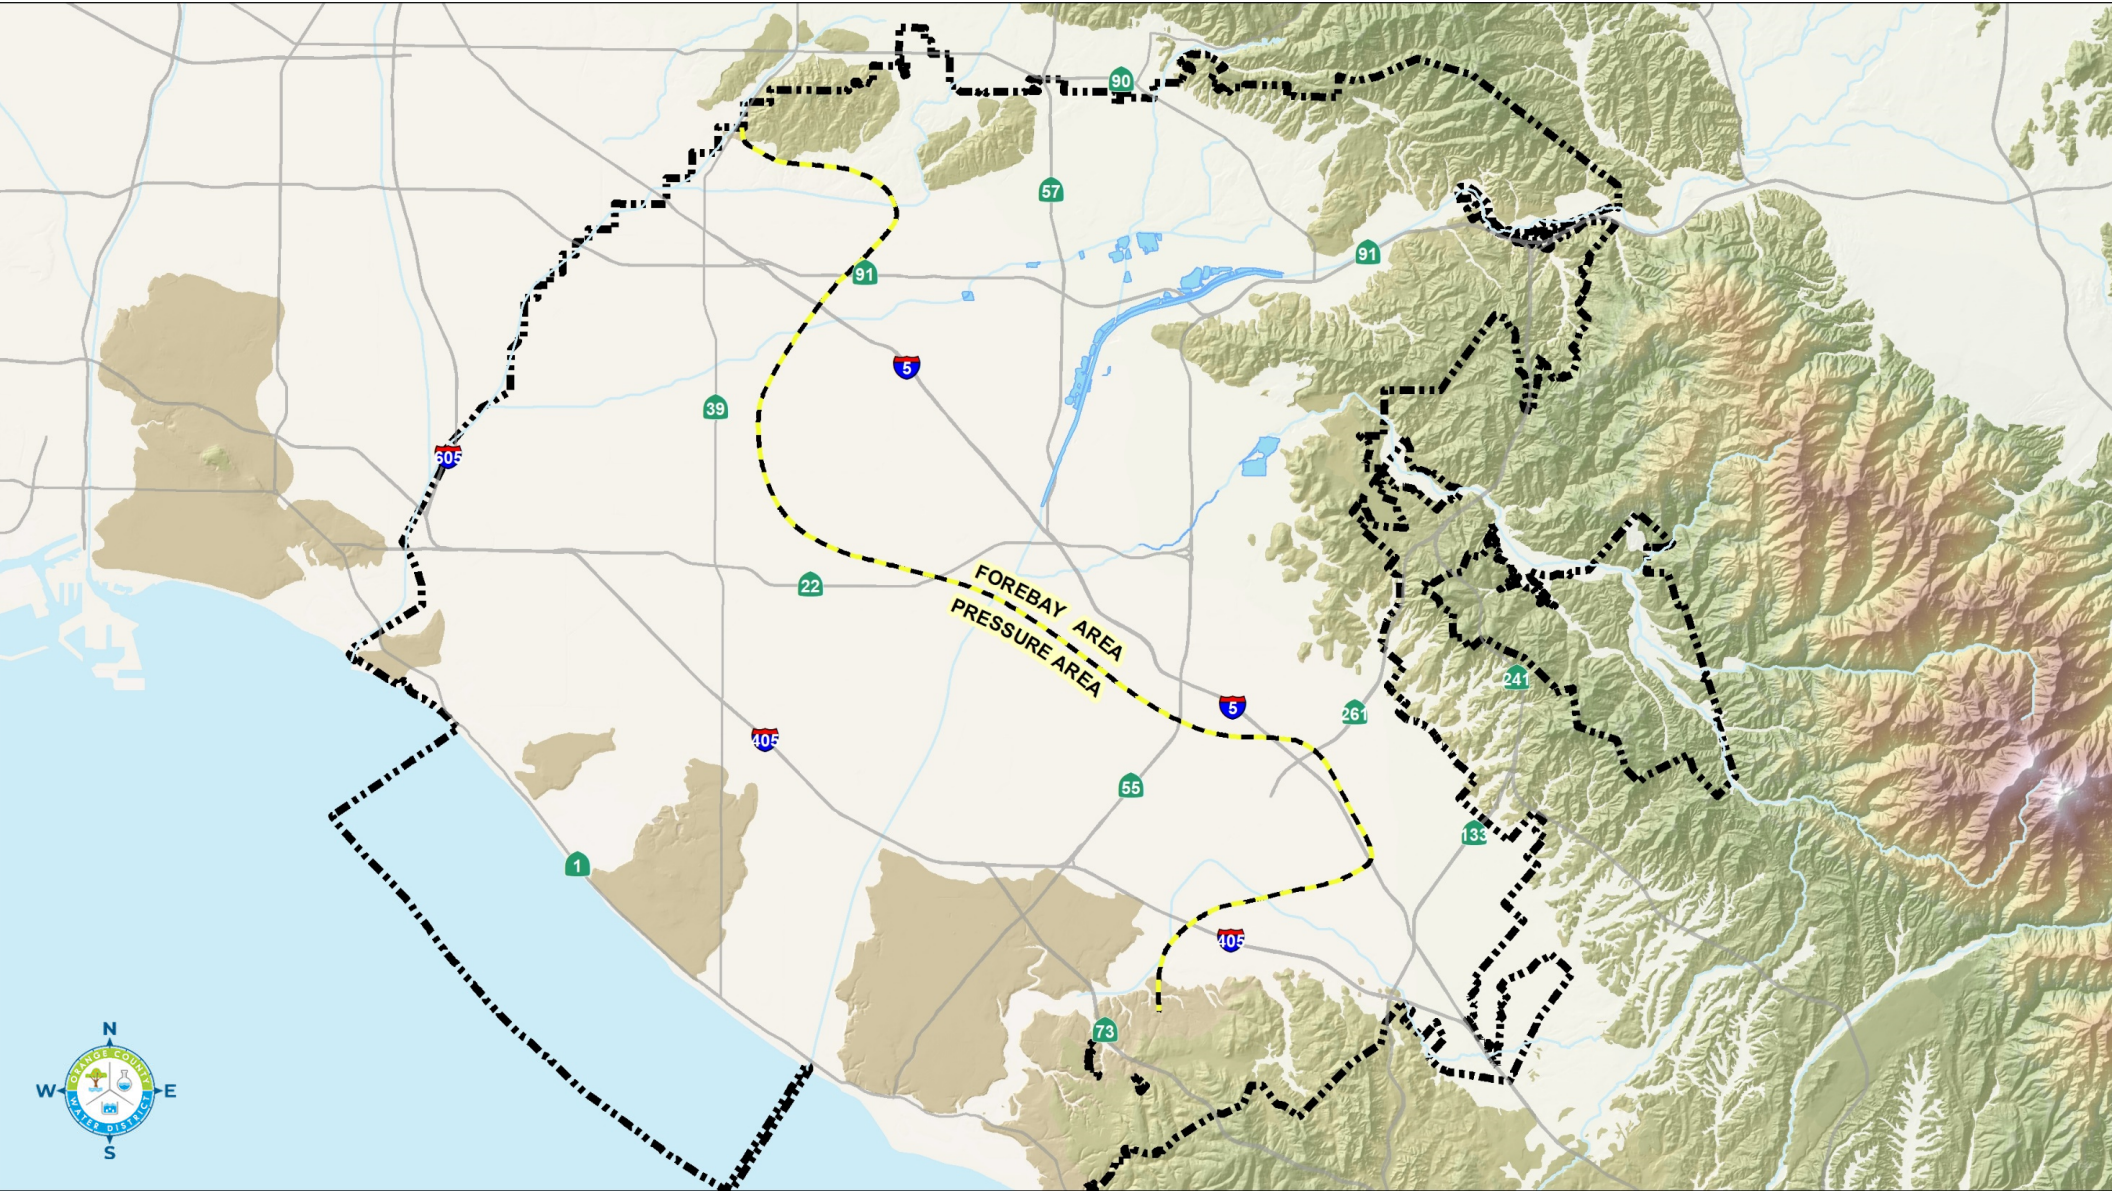 90
57
91
91
5
39
605
22
FOREBAY AREA
PRESSURE AREA
241
5
261
405
55
133
1
405
73
N
W
E
S
ORANGE COUNTY
WATER DISTRICT